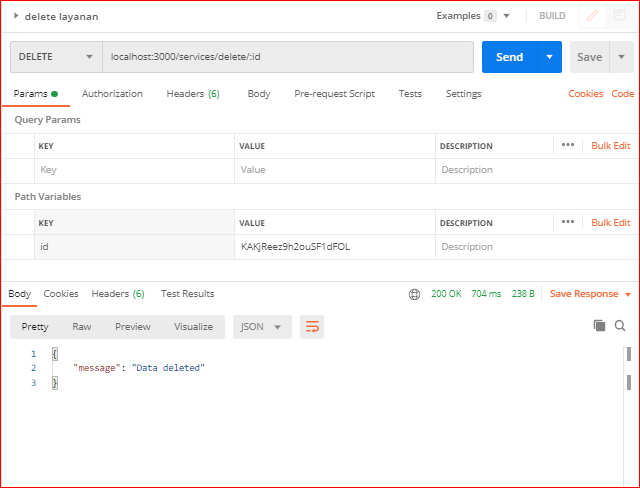 delete layanan Examples 0 BUILD
DELETE localhost:3000/services/delete/:id Send Save
Params Authorization Headers (6) Body Pre-request Script Tests Settings Cookies Code
Query Params
KEY VALUE DESCRIPTION ••• Bulk Edit
Key Value Description
Path Variables
KEY VALUE DESCRIPTION ••• Bulk Edit
id KAKjReez9h2ouSF1dFOL Description
Body Cookies Headers (6) Test Results 200 OK 704 ms 238 B Save Response
Pretty Raw Preview Visualize JSON
1 {
2 "message": "Data deleted"
3 }